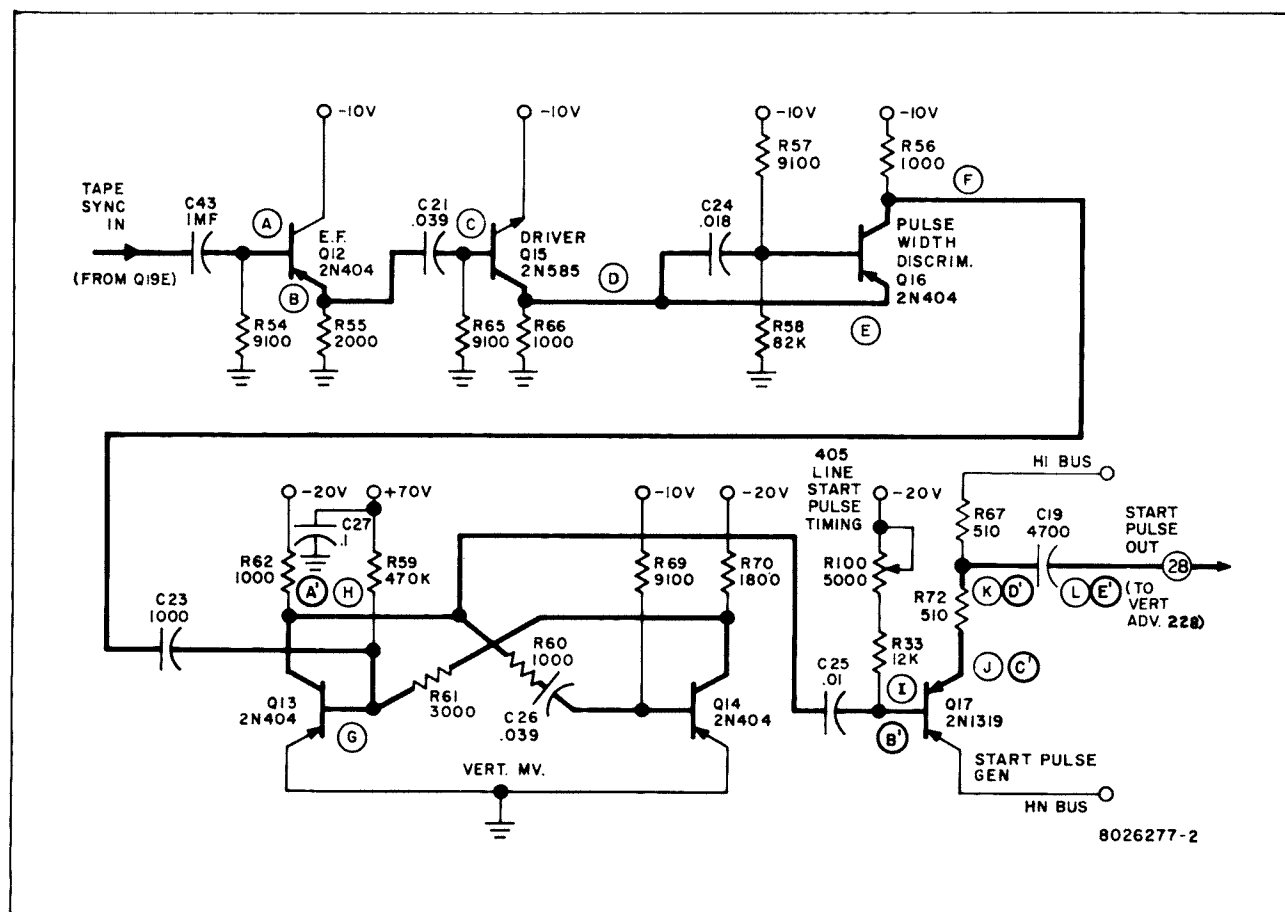 -10V
-10V
-10V
-10V
R57
9100
R56
1000
F
TAPE
SYNC
IN
(FROM Q19E)
C43
1MF
A
E.F.
Q12
2N404
C21
.039
C
DRIVER
Q15
2N585
C24
.018
PULSE
WIDTH
DISCRIM.
Q16
2N404
D
B
E
R54
9100
R55
2000
R65
9100
R66
1000
R58
82K
405
LINE
START
PULSE
TIMING
HI BUS
-20V
+70V
-10V
-20V
-20V
C27
.1
R62
1000
R59
470K
R69
9100
R70
1800
R100
5000
R67
510
C19
4700
START
PULSE
OUT
28
(TO
VERT
ADV. 228)
A'
H
K
D'
L
E'
C23
1000
R72
510
R60
1000
R33
12K
C25
.01
J
C'
I
Q13
2N404
R61
3000
C26
.039
Q14
2N404
Q17
2N1319
G
B'
VERT. MV.
START PULSE
GEN
HN BUS
8026277-2